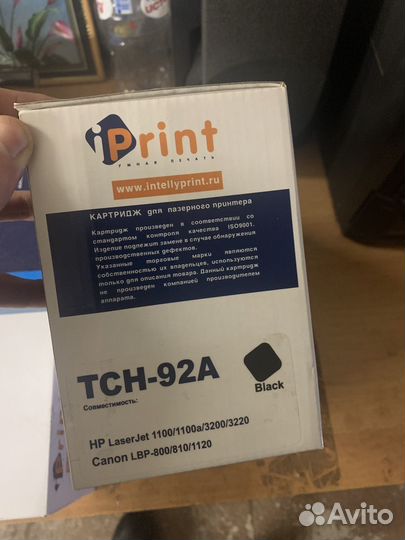 iPrint
УМНАЯ ПЕЧАТЬ
www.intellyprint.ru
КАРТРИДЖ для лазерного принтера
Картридж произведен в соответствии со
стандартом контроля качества ISO9001.
Изделие подлежит замене в случае обнаружения
производственных дефектов.
Указанные торговые марки являются
собственностью их владельцев, используются
только для описания товара. Данный картридж
не произведен компанией производителем
аппарата.
TCH-92A
Black
Совместимость:
HP LaserJet 1100/1100a/3200/3220
Canon LBP-800/810/1120
Print
Avito